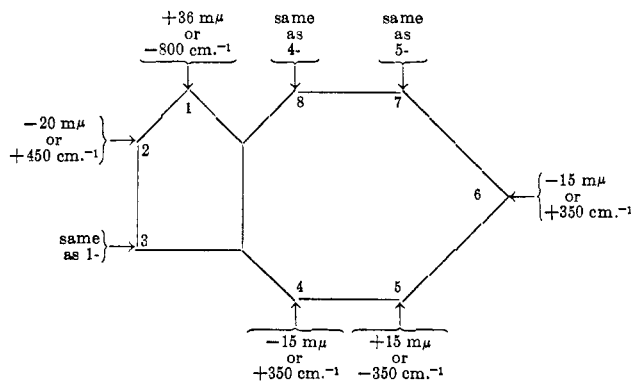 +36 mµ
or
−800 cm.⁻¹
same
as
4-
same
as
5-
1
8
7
−20 mµ
or
+450 cm.⁻¹
2
6
−15 mµ
or
+350 cm.⁻¹
same
as 1-
3
4
5
−15 mµ
or
+350 cm.⁻¹
+15 mµ
or
−350 cm.⁻¹